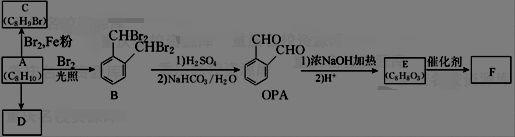 C
(C₈H₉Br)
Br₂,Fe粉
A
(C₈H₁₀)
Br₂
光照
CHBr₂
CHBr₂
B
1)H₂SO₄
2)NaHCO₃/H₂O
CHO
CHO
OPA
1)浓NaOH加热
2)H⁺
E
(C₈H₈O₃)
催化剂
F
D